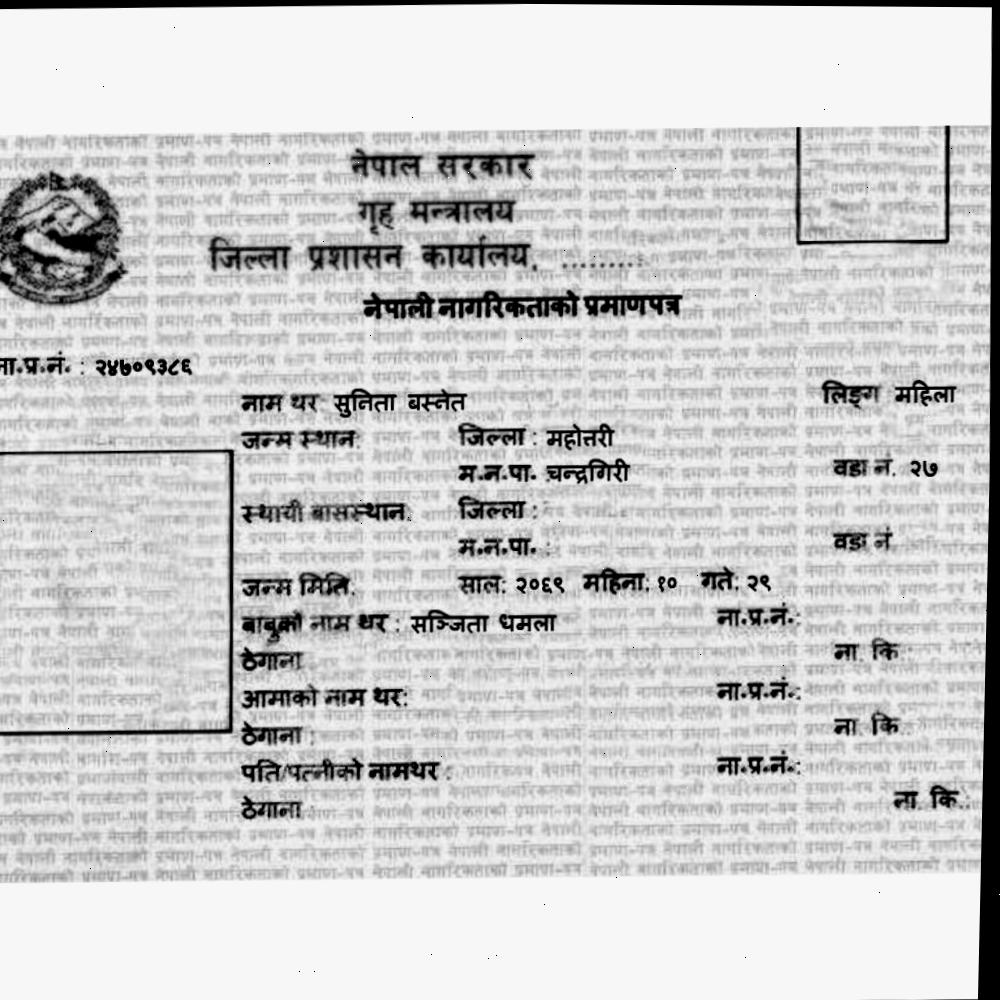 नेपाल सरकार
गृह मन्त्रालय
जिल्ला प्रशासन कार्यालय, .........
नेपाली नागरिकताको प्रमाणपत्र
ना.प्र.नं. : २४७०९३८६
नाम थर सुनिता बस्नेत लिङ्ग महिला
जन्म स्थान: जिल्ला : महोत्तरी
म.न.पा. :चन्द्रगिरी वडा नं. २७
स्थायी बासस्थान: जिल्ला :
म.न.पा. : वडा नं
जन्म मिति: साल: २०६९ महिना: १० गते: २९
बाबुको नाम थर : सञ्जिता धमला ना.प्र.नं.:
ठेगाना ना. कि.:
आमाको नाम थर: ना.प्र.नं.:
ठेगाना : ना. कि.:
पति/पत्नीको नामथर : ना.प्र.नं.:
ठेगाना : ना. कि.: